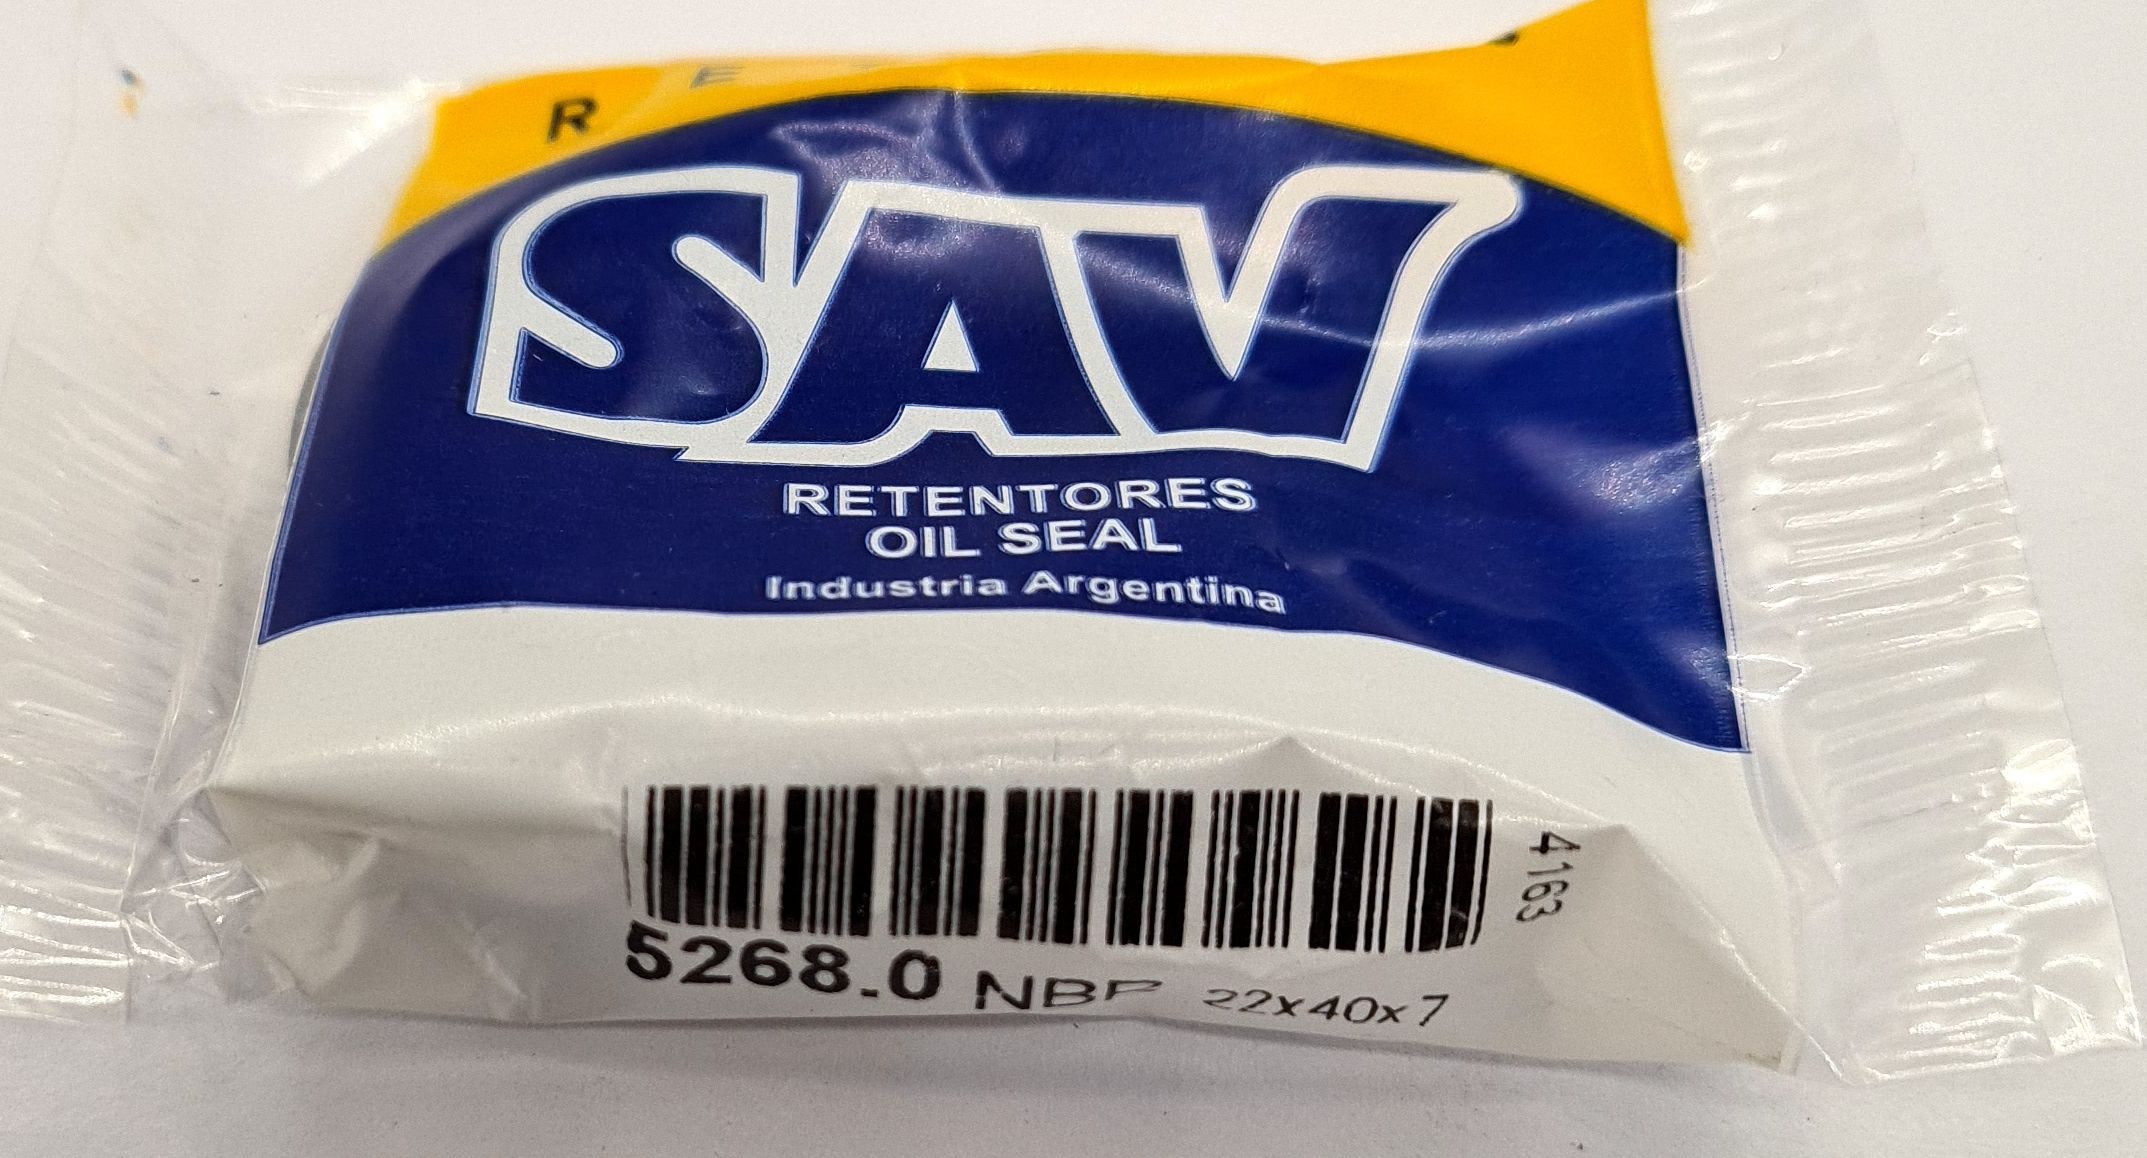 SAV
RETENTORES
OIL SEAL
Industria Argentina
4163
5268.0 NBR 22x40x7